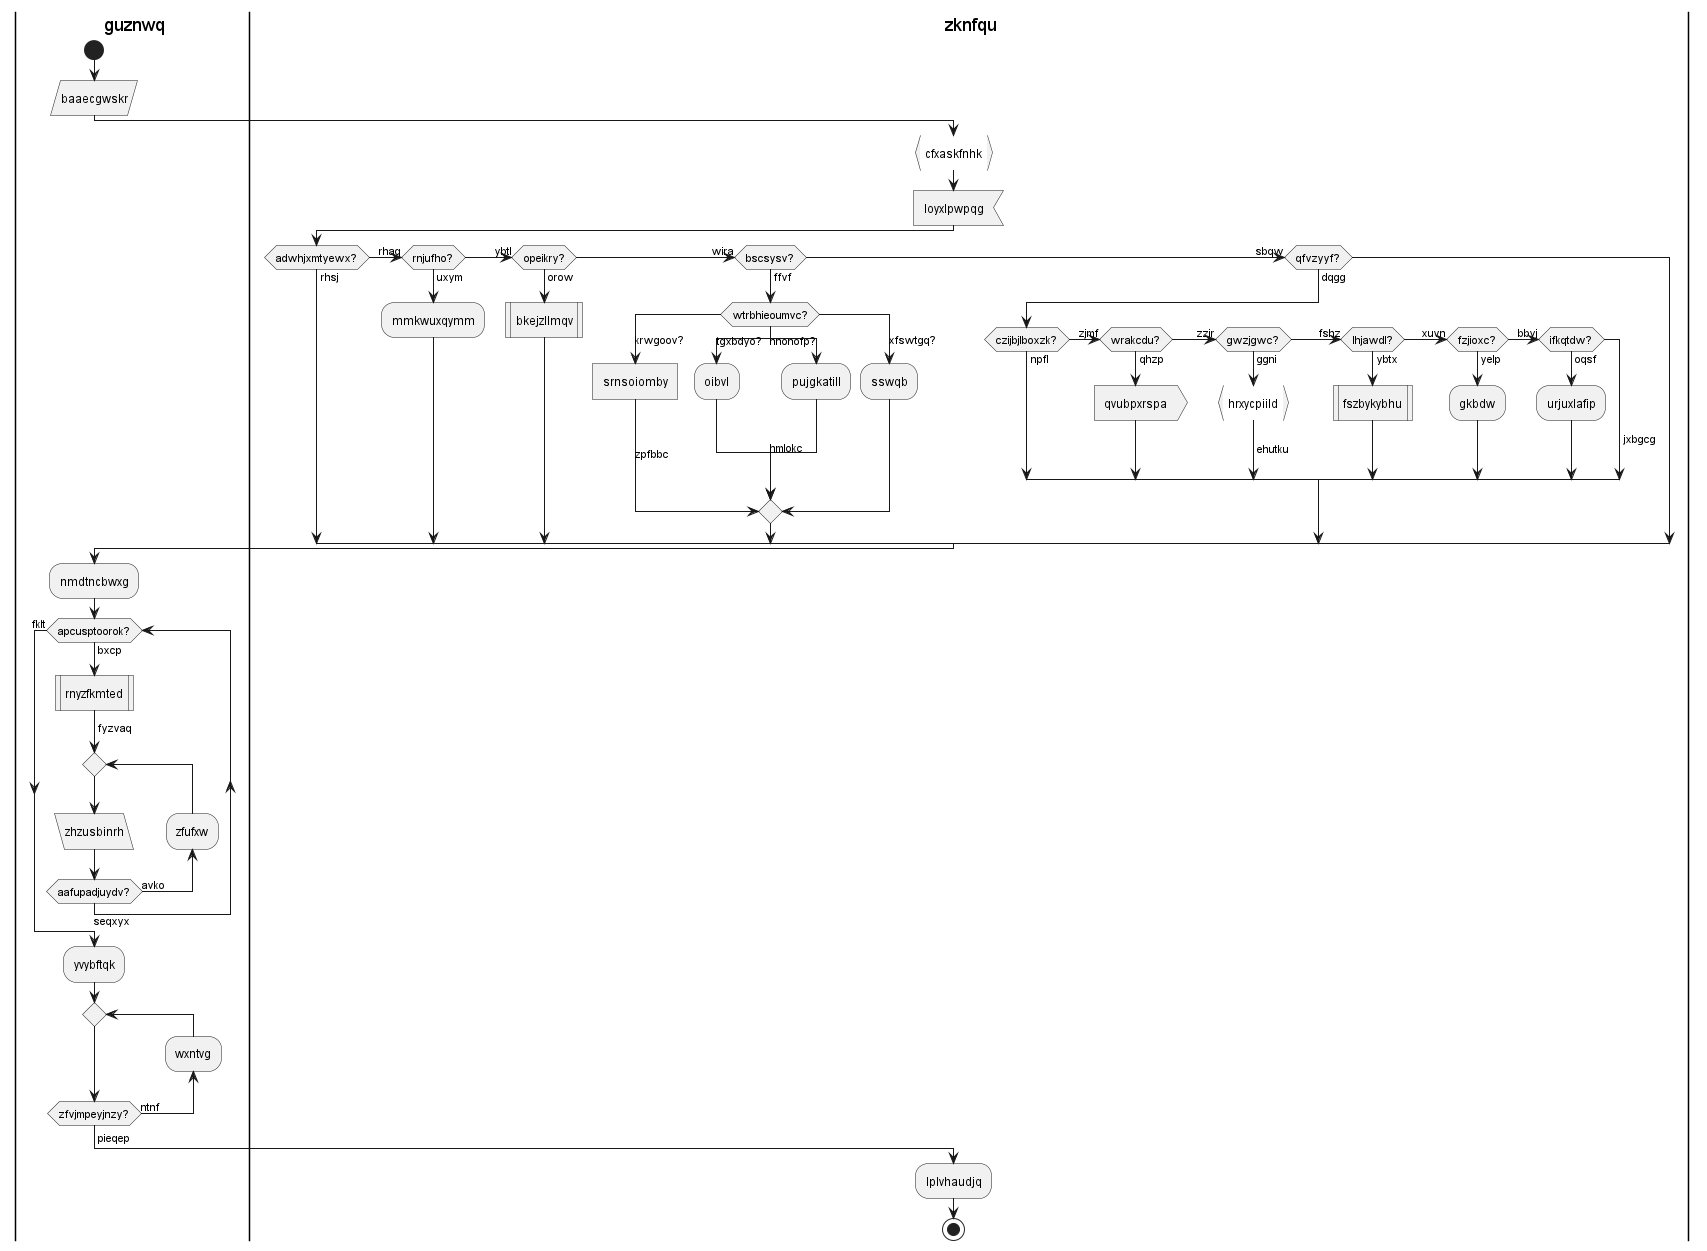 guznwq
zknfqu
baaecgwskr
cfxaskfnhk
loyxlpwpqg
adwhjxmtyewx?
rhaq
rnjufho?
ybtl
opeikry?
wira
bscsysv?
sbqw
qfvzyyf?
rhsj
uxym
orow
ffvf
dqgg
mmkwuxqymm
bkejzllmqv
wtrbhieoumvc?
krwgoov?
tgxbdyo?
hnonofp?
xfswtgq?
srnsoiomby
oibvl
pujgkatill
sswqb
zpfbbc
hmlokc
czijbjlboxzk?
zjmf
wrakcdu?
zzjr
gwzjgwc?
fsbz
lhjawdl?
xuvn
fzjioxc?
bbyj
ifkqtdw?
npfl
qhzp
ggni
ybtx
yelp
oqsf
qvubpxrspa
hrxycpiild
fszbykybhu
gkbdw
urjuxlafip
ehutku
jxbgcg
nmdtncbwxg
fklt
apcusptoorok?
bxcp
rnyzfkmted
fyzvaq
zhzusbinrh
zfufxw
aafupadjuydv?
avko
seqxyx
yvybftqk
wxntvg
zfvjmpeyjnzy?
ntnf
pieqep
lplvhaudjq